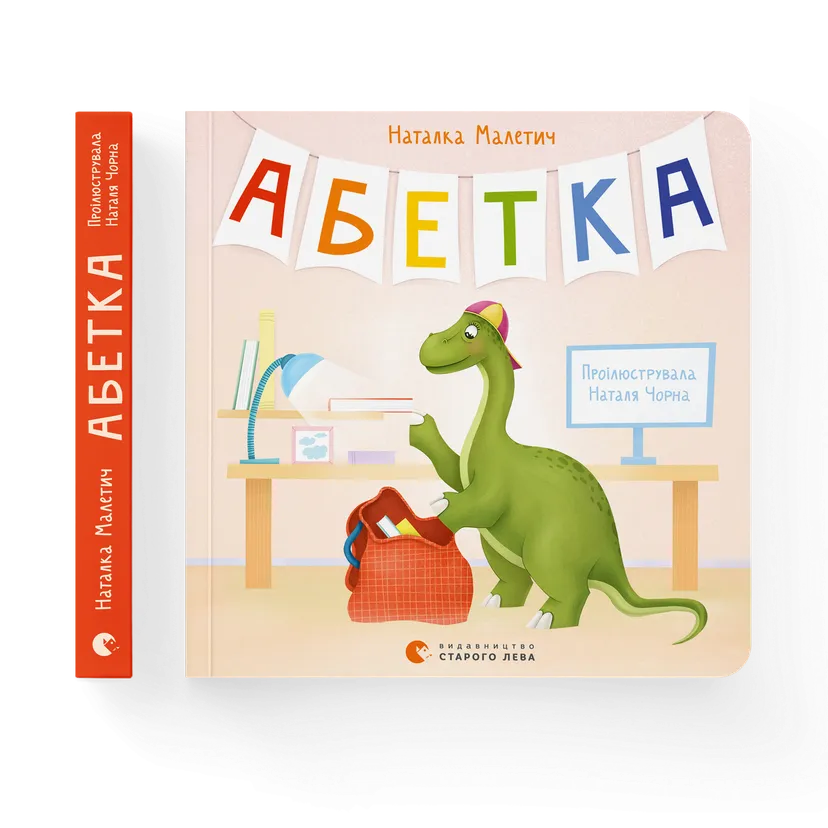 Наталка Малетич
АБЕТКА
Проілюструвала
Наталя Чорна
Наталка Малетич
АБЕТКА
Проілюструвала
Наталя Чорна
ВИДАВНИЦТВО
СТАРОГО ЛЕВА